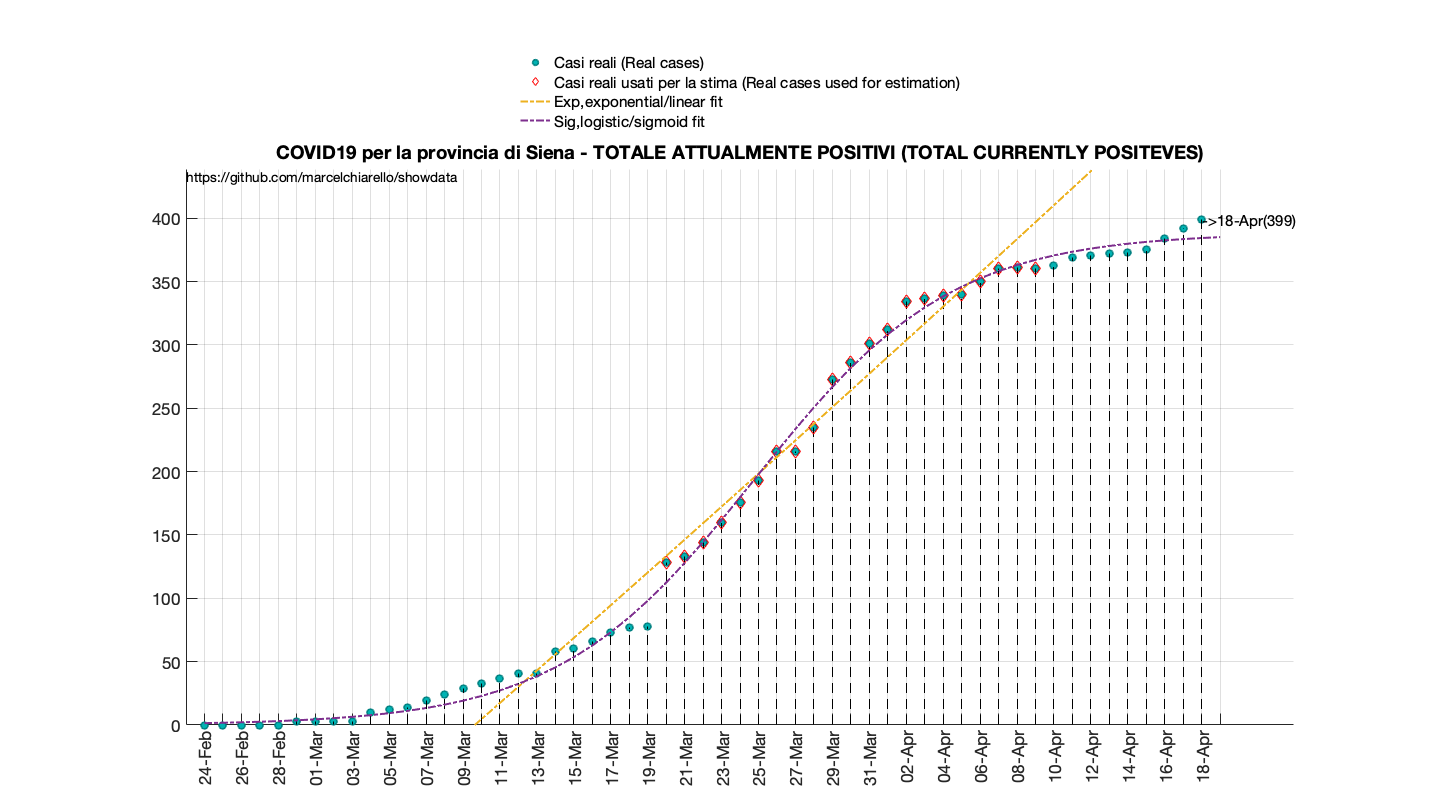 Casi reali (Real cases)
Casi reali usati per la stima (Real cases used for estimation)
Exp,exponential/linear fit
Sig,logistic/sigmoid fit
COVID19 per la provincia di Siena - TOTALE ATTUALMENTE POSITIVI (TOTAL CURRENTLY POSITEVES)
https://github.com/marcelchiarello/showdata
400
->18-Apr(399)
350
300
250
200
150
100
50
0
24-Feb
26-Feb
28-Feb
01-Mar
03-Mar
05-Mar
07-Mar
09-Mar
11-Mar
13-Mar
15-Mar
17-Mar
19-Mar
21-Mar
23-Mar
25-Mar
27-Mar
29-Mar
31-Mar
02-Apr
04-Apr
06-Apr
08-Apr
10-Apr
12-Apr
14-Apr
16-Apr
18-Apr